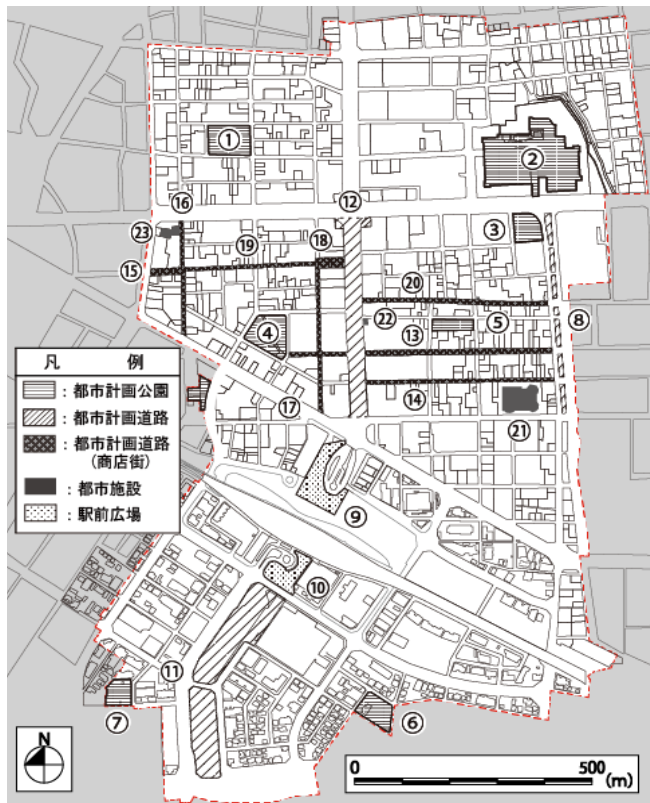 ①
②
⑯
⑫
㉓
③
⑲
⑱
⑮
⑳
⑧
④
㉒
⑬
⑤
凡 例
：都市計画公園
：都市計画道路
：都市計画道路
(商店街)
：都市施設
：駅前広場
⑰
⑭
㉑
⑨
⑩
⑪
⑦
⑥
N
0 500
(m)